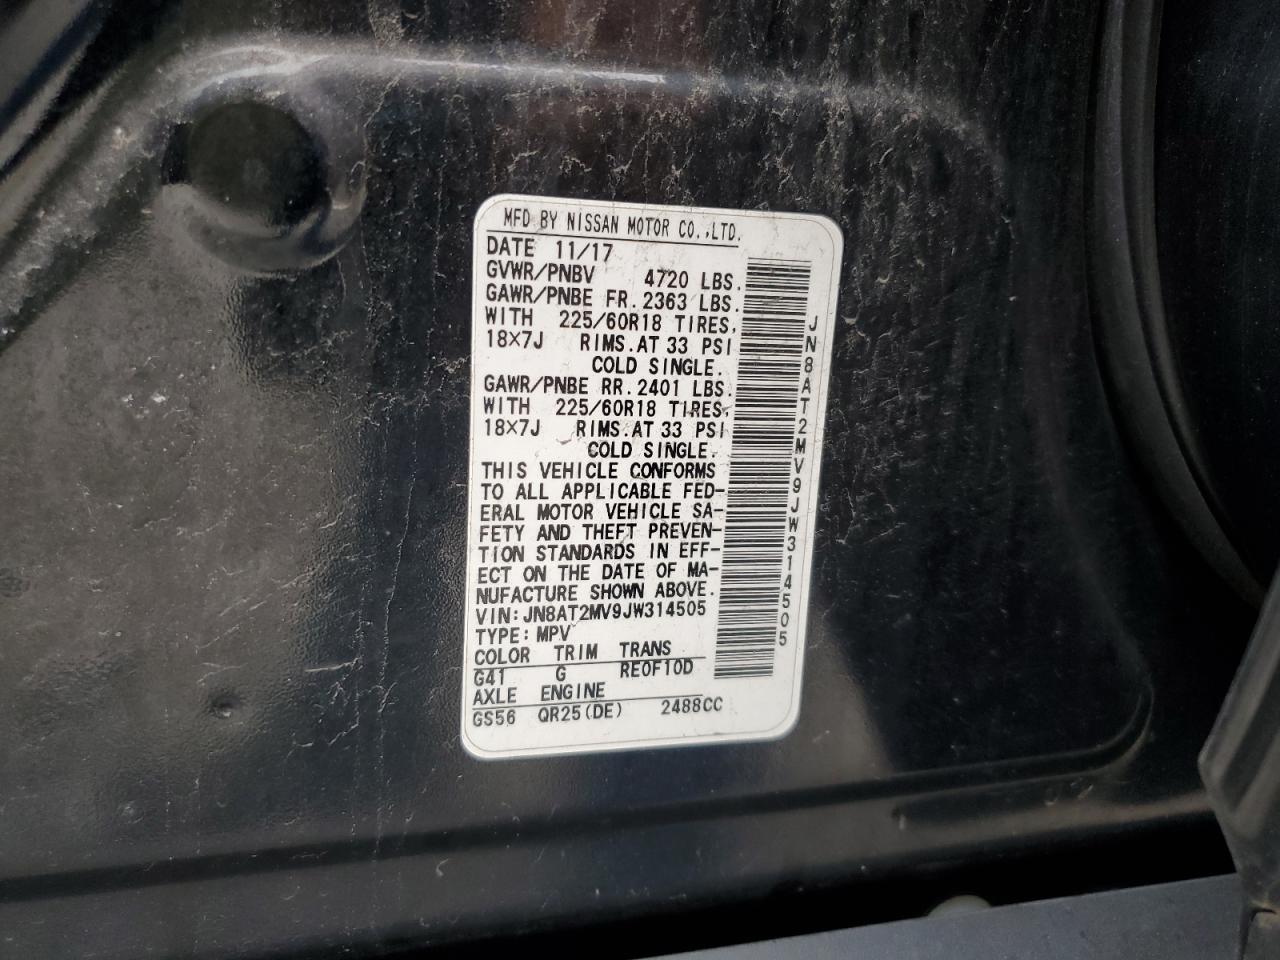 MFD BY NISSAN MOTOR CO.,LTD.
DATE 11/17
GVWR/PNBV 4720 LBS.
GAWR/PNBE FR. 2363 LBS.
WITH 225/60R18 TIRES,
18×7J RIMS. AT 33 PSI
COLD SINGLE.
GAWR/PNBE RR. 2401 LBS.
WITH 225/60R18 TIRES,
18×7J RIMS. AT 33 PSI
COLD SINGLE.
THIS VEHICLE CONFORMS
TO ALL APPLICABLE FED-
ERAL MOTOR VEHICLE SA-
FETY AND THEFT PREVEN-
TION STANDARDS IN EFF-
ECT ON THE DATE OF MA-
NUFACTURE SHOWN ABOVE.
VIN: JN8AT2MV9JW314505
TYPE: MPV
COLOR TRIM TRANS
G41 G RE0F10D
AXLE ENGINE
GS56 QR25(DE) 2488CC
JN8AT2MV9JW314505